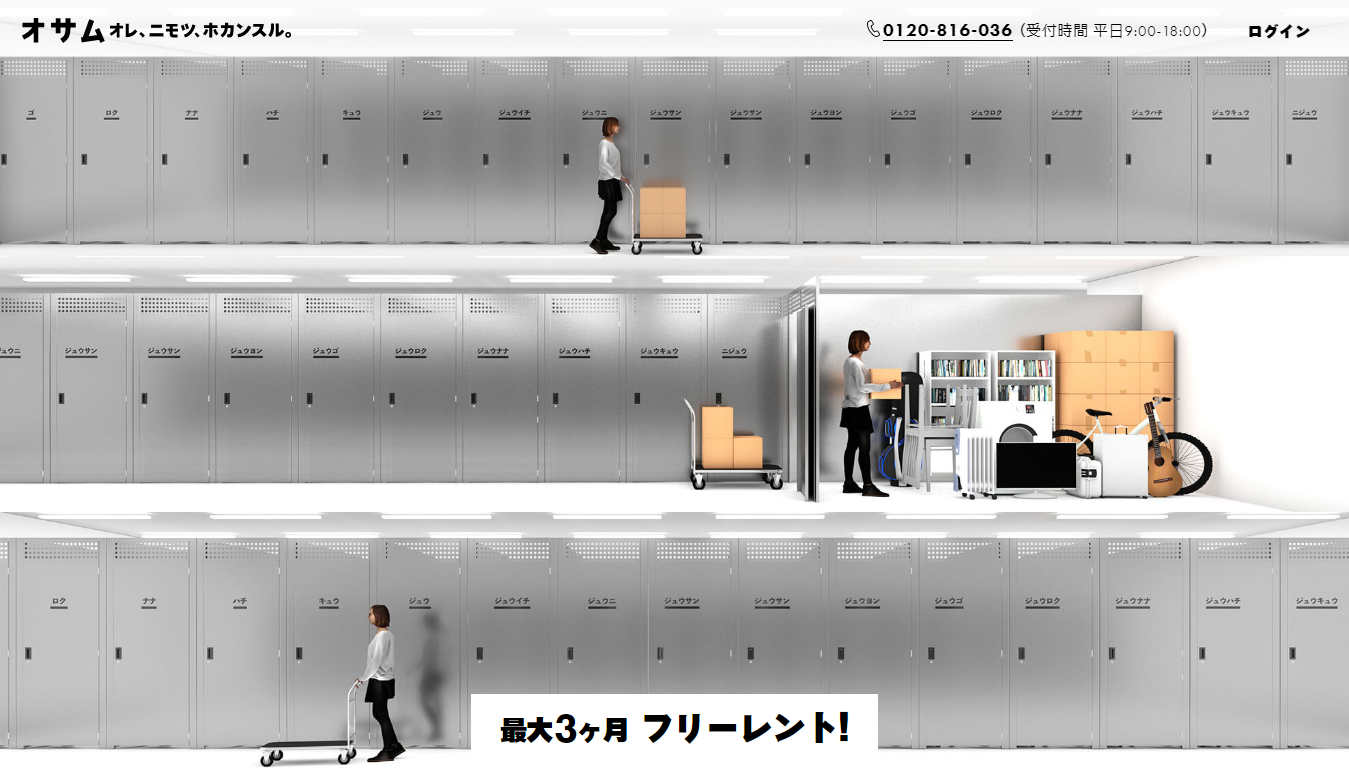 オサム オレ、ニモツ、ホカンスル。 0120-816-036 (受付時間 平日9:00-18:00) ログイン
ゴ ロク ナナ ハチ キュウ ジュウ ジュウイチ ジュウニ ジュウサン ジュウサン ジュウヨン ジュウゴ ジュウロク ジュウナナ ジュウハチ ジュウキュウ ニジュウ
ジュウサン ジュウサン ジュウヨン ジュウゴ ジュウロク ジュウナナ ジュウハチ ジュウキュウ ニジュウ
ロク ナナ ハチ キュウ ジュウ ジュウイチ ジュウニ ジュウサン ジュウサン ジュウヨン ジュウゴ ジュウロク ジュウナナ ジュウハチ ジュウキュウ
最大3ヶ月 フリーレント!